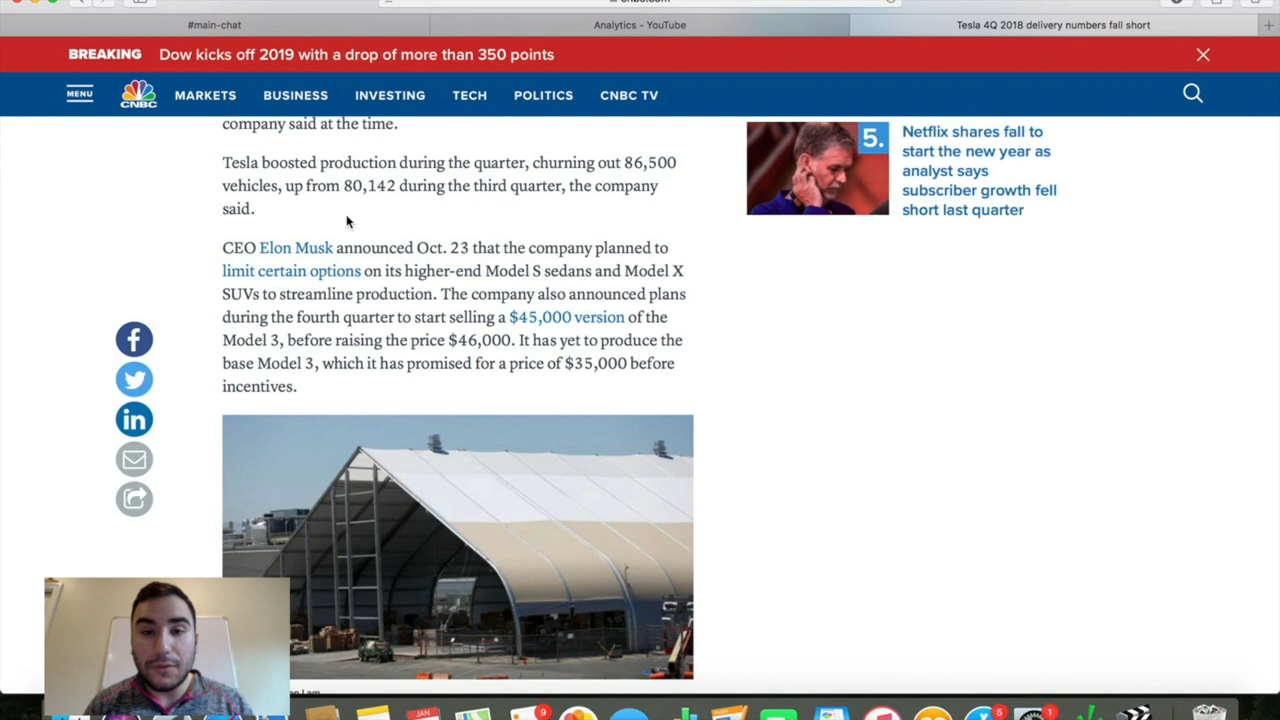 #main-chat
Analytics - YouTube
Tesla 4Q 2018 delivery numbers fall short
BREAKING Dow kicks off 2019 with a drop of more than 350 points
MENU
CNBC
MARKETS BUSINESS INVESTING TECH POLITICS CNBC TV
company said at the time.
Tesla boosted production during the quarter, churning out 86,500
vehicles, up from 80,142 during the third quarter, the company
said.
CEO Elon Musk announced Oct. 23 that the company planned to
limit certain options on its higher-end Model S sedans and Model X
SUVs to streamline production. The company also announced plans
during the fourth quarter to start selling a $45,000 version of the
Model 3, before raising the price $46,000. It has yet to produce the
base Model 3, which it has promised for a price of $35,000 before
incentives.
5.
Netflix shares fall to
start the new year as
analyst says
subscriber growth fell
short last quarter
JAN
9
5
1